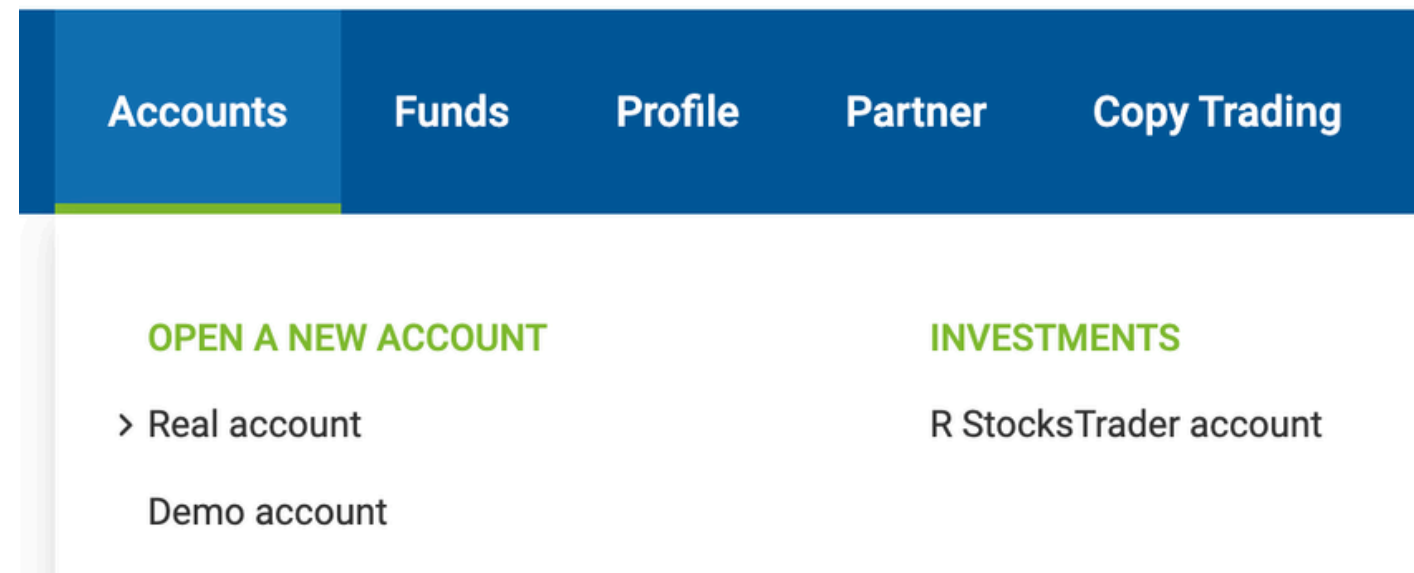 Accounts Funds Profile Partner Copy Trading
OPEN A NEW ACCOUNT
Real account
Demo account
INVESTMENTS
R StocksTrader account